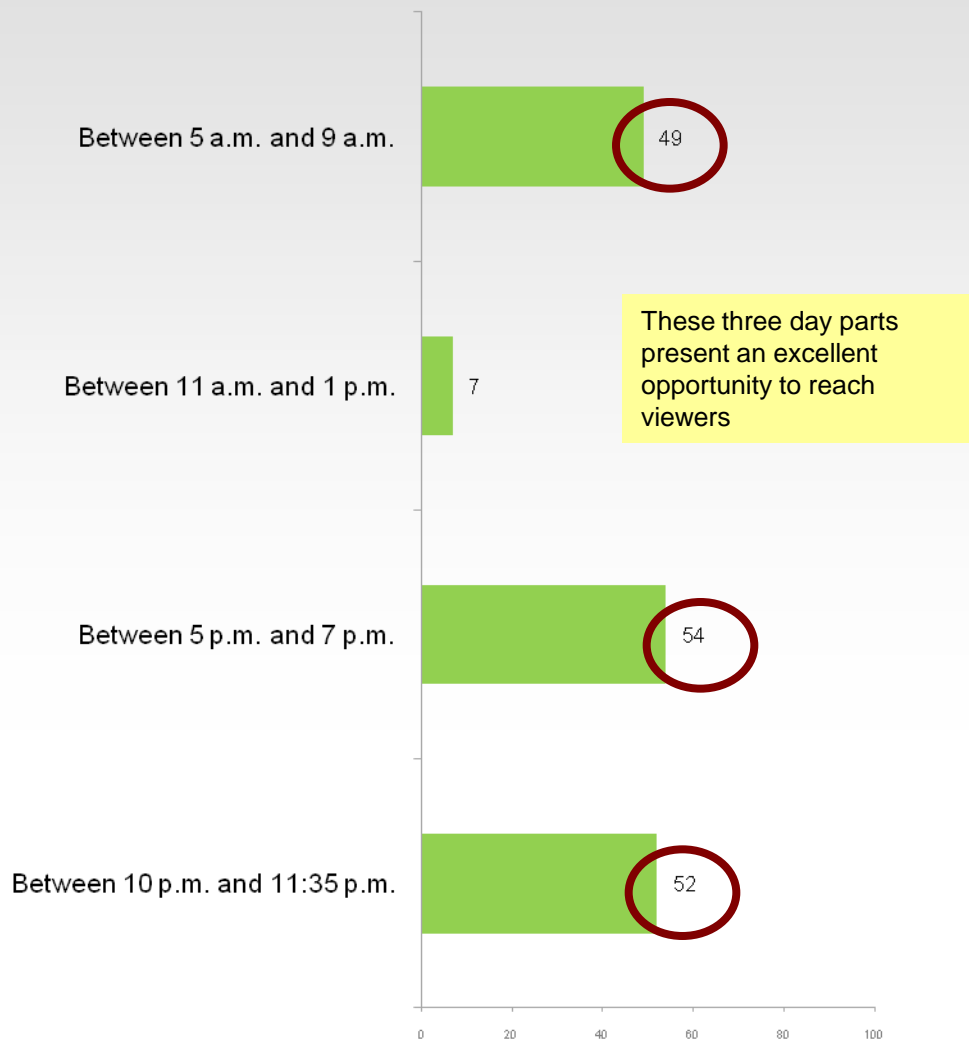 Between 5 a.m. and 9 a.m.
49
These three day parts
present an excellent
opportunity to reach
viewers
Between 11 a.m. and 1 p.m.
7
Between 5 p.m. and 7 p.m.
54
Between 10 p.m. and 11:35 p.m.
52
0 20 40 60 80 100